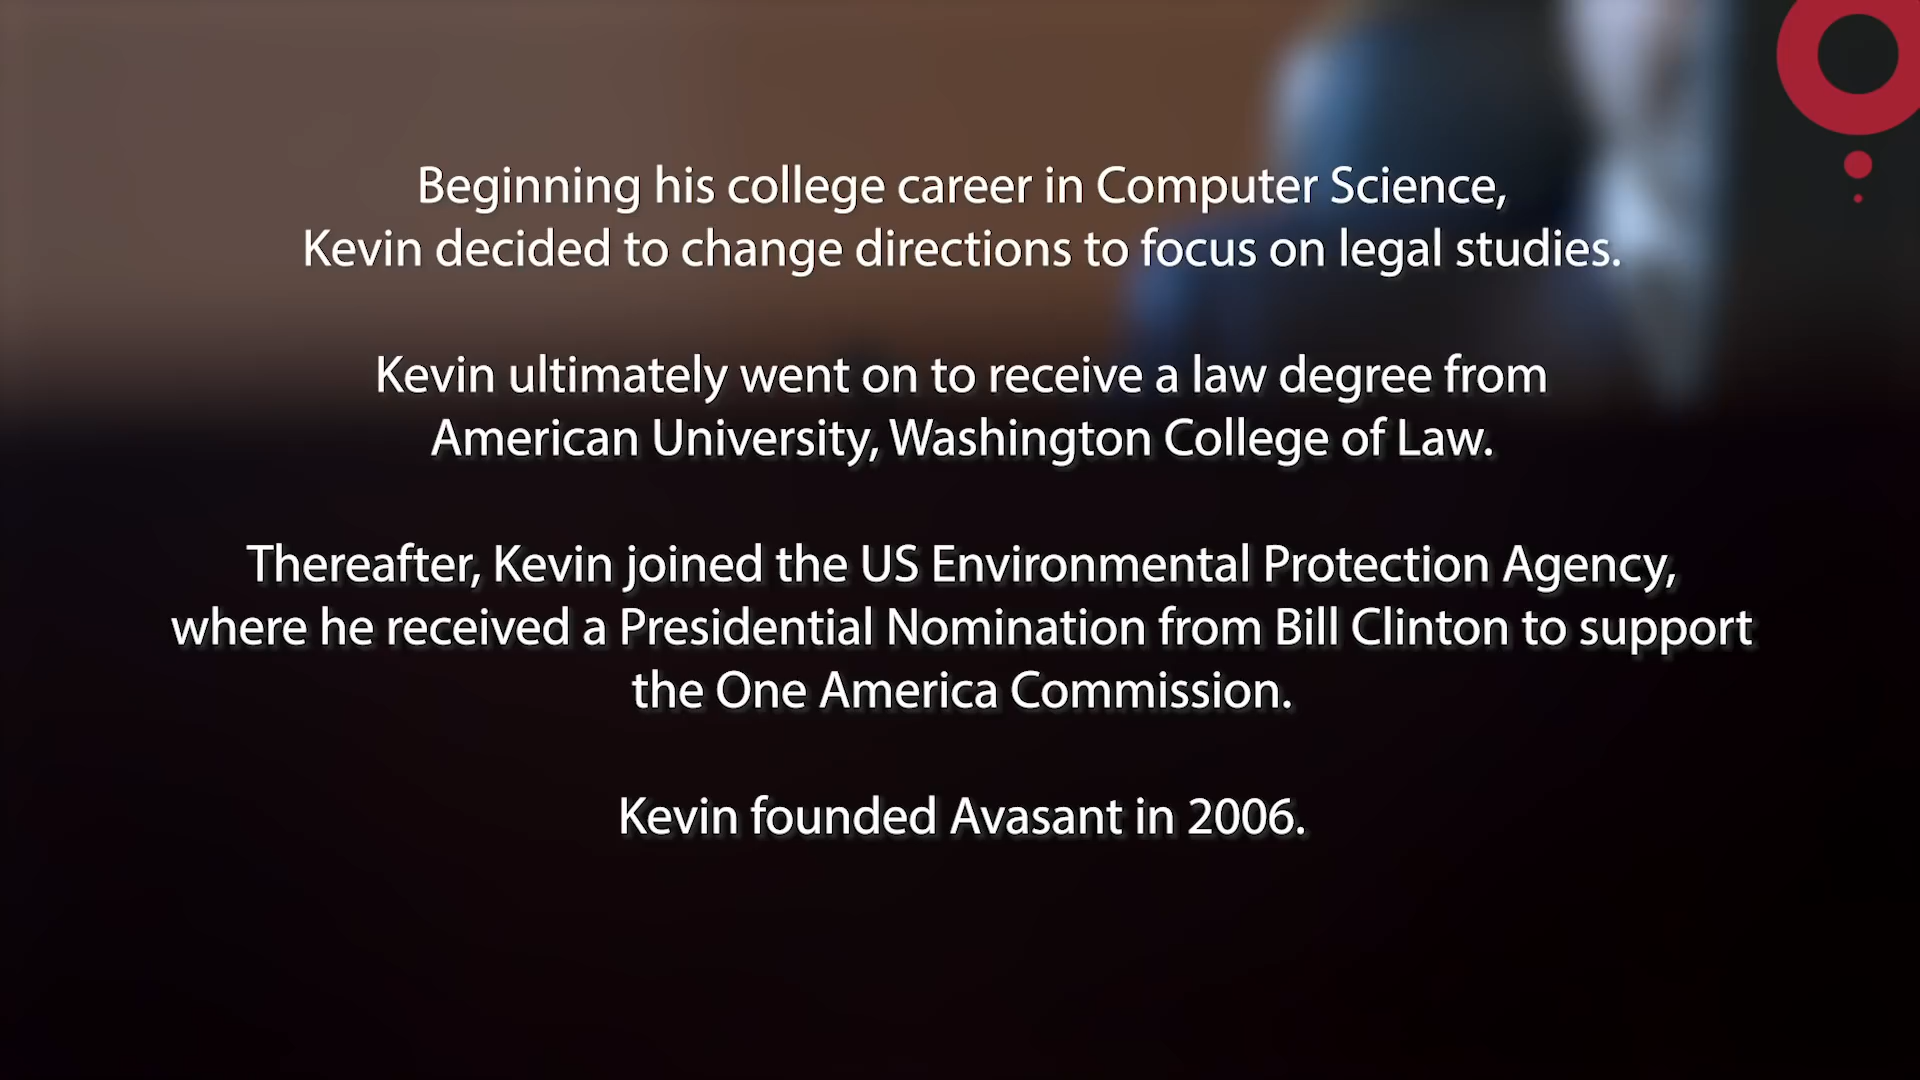 Beginning his college career in Computer Science,
Kevin decided to change directions to focus on legal studies.
Kevin ultimately went on to receive a law degree from
American University, Washington College of Law.
Thereafter, Kevin joined the US Environmental Protection Agency,
where he received a Presidential Nomination from Bill Clinton to support
the One America Commission.
Kevin founded Avasant in 2006.